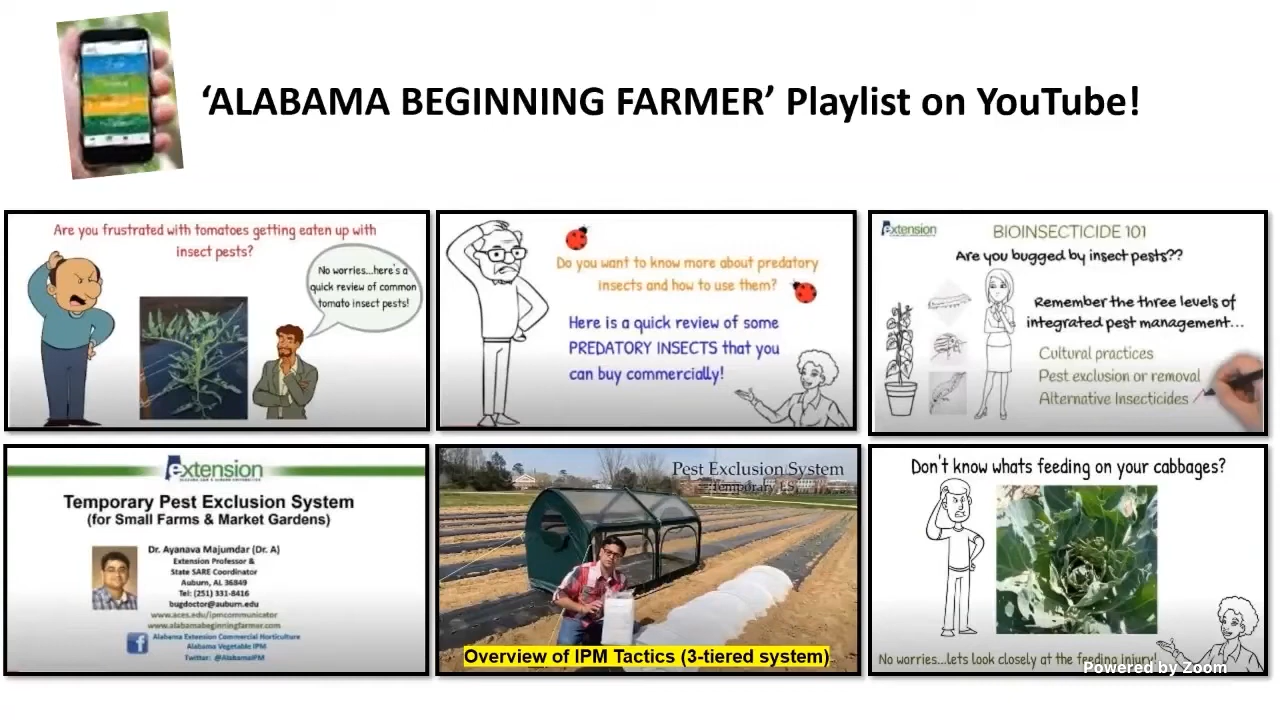 ‘ALABAMA BEGINNING FARMER’ Playlist on YouTube!
Are you frustrated with tomatoes getting eaten up with
insect pests?
No worries...here's a
quick review of common
tomato insect pests!
Do you want to know more about predatory
insects and how to use them?
Here is a quick review of some
PREDATORY INSECTS that you
can buy commercially!
extension
BIOINSECTICIDE 101
Are you bugged by insect pests??
Remember the three levels of
integrated pest management...
Cultural practices
Pest exclusion or removal
Alternative Insecticides
extension
Temporary Pest Exclusion System
(for Small Farms & Market Gardens)
Dr. Ayanava Majumdar (Dr. A)
Extension Professor &
State SARE Coordinator
Auburn, AL 36849
Tel: (251) 331-8416
bugdoctor@auburn.edu
www.aces.edu/ipmcommunicator
www.alabamabeginningfarmer.com
Alabama Extension Commercial Horticulture
Alabama Vegetable IPM
Twitter: @AlabamaIPM
Pest Exclusion System
Overview of IPM Tactics (3-tiered system)
Don't know whats feeding on your cabbages?
No worries...lets look closely at the feeding injury!
Powered by Zoom